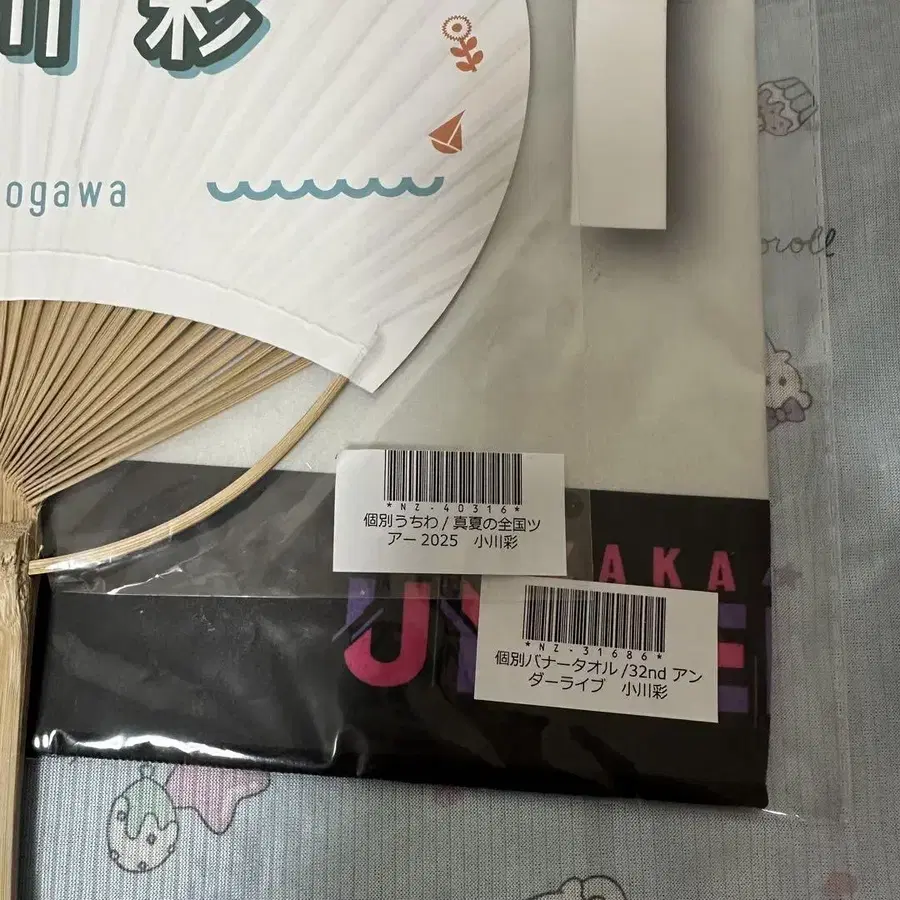 川 彩
ogawa
oroll
*NZ-40316*
個別うちわ / 真夏の全国ツ
アー 2025　小川彩
AKA
U
*NZ-31686*
個別バナータオル /32nd アン
ダーライブ　小川彩